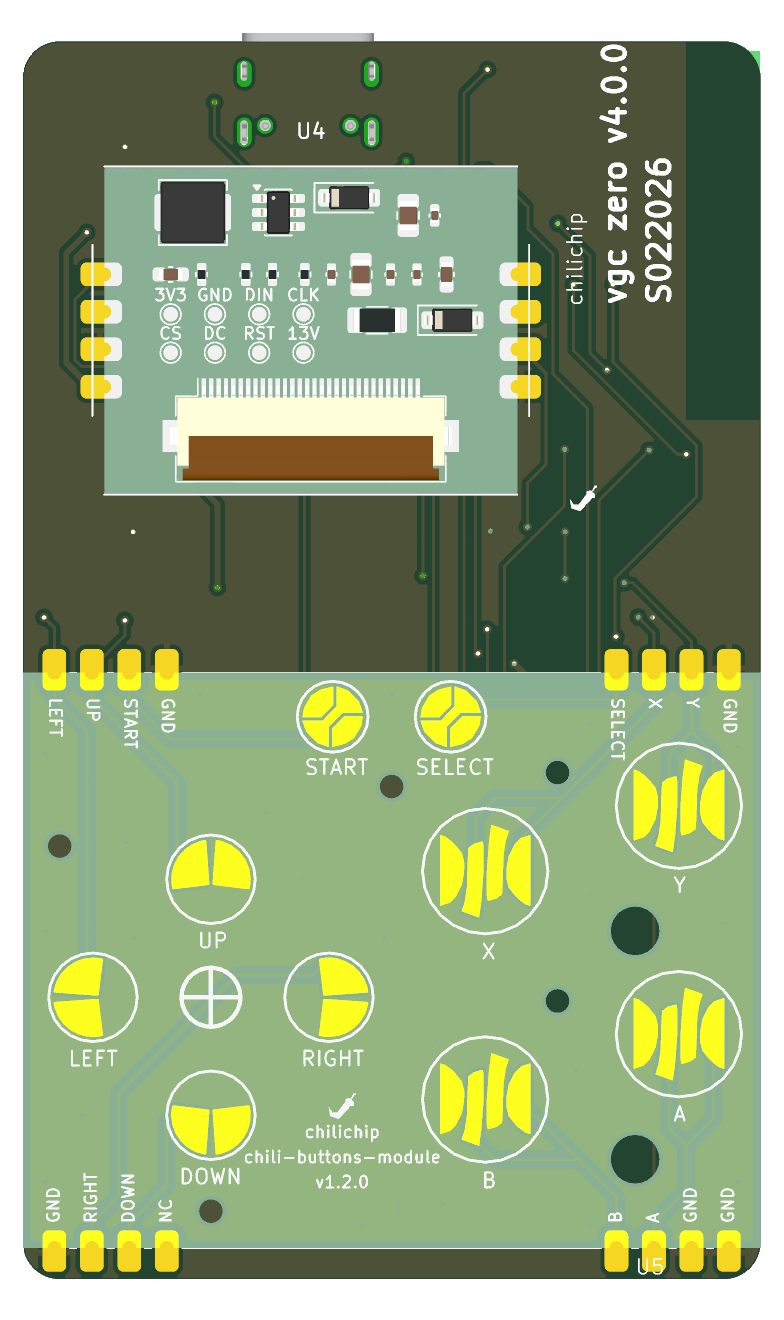 U4
vgc zero v4.0.0
S022026
chilichip
3V3 GND DIN CLK
CS DC RST 13V
LEFT UP START GND
SELECT X Y GND
START SELECT
Y
UP
X
LEFT RIGHT
A
chilichip
chili-buttons-module
v1.2.0
DOWN
B
GND RIGHT DOWN NC
B A GND GND
U5